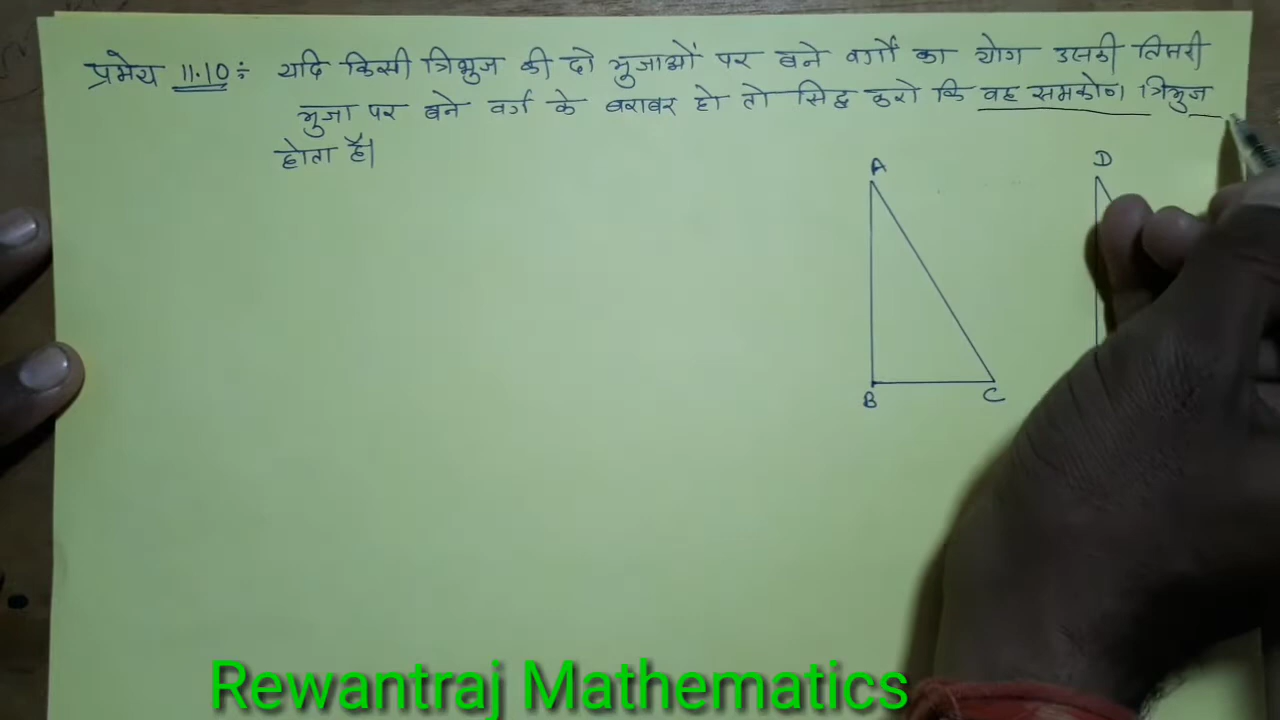 प्रमेय 11.10÷ यदि किसी त्रिभुज की दो भुजाओं पर बने वर्गों का योग उसकी तिसरी
भुजा पर बने वर्ग के बराबर हो तो सिद्ध करो कि वह समकोण त्रिभुज
होता है।
A
D
B
C
Rewantraj Mathematics